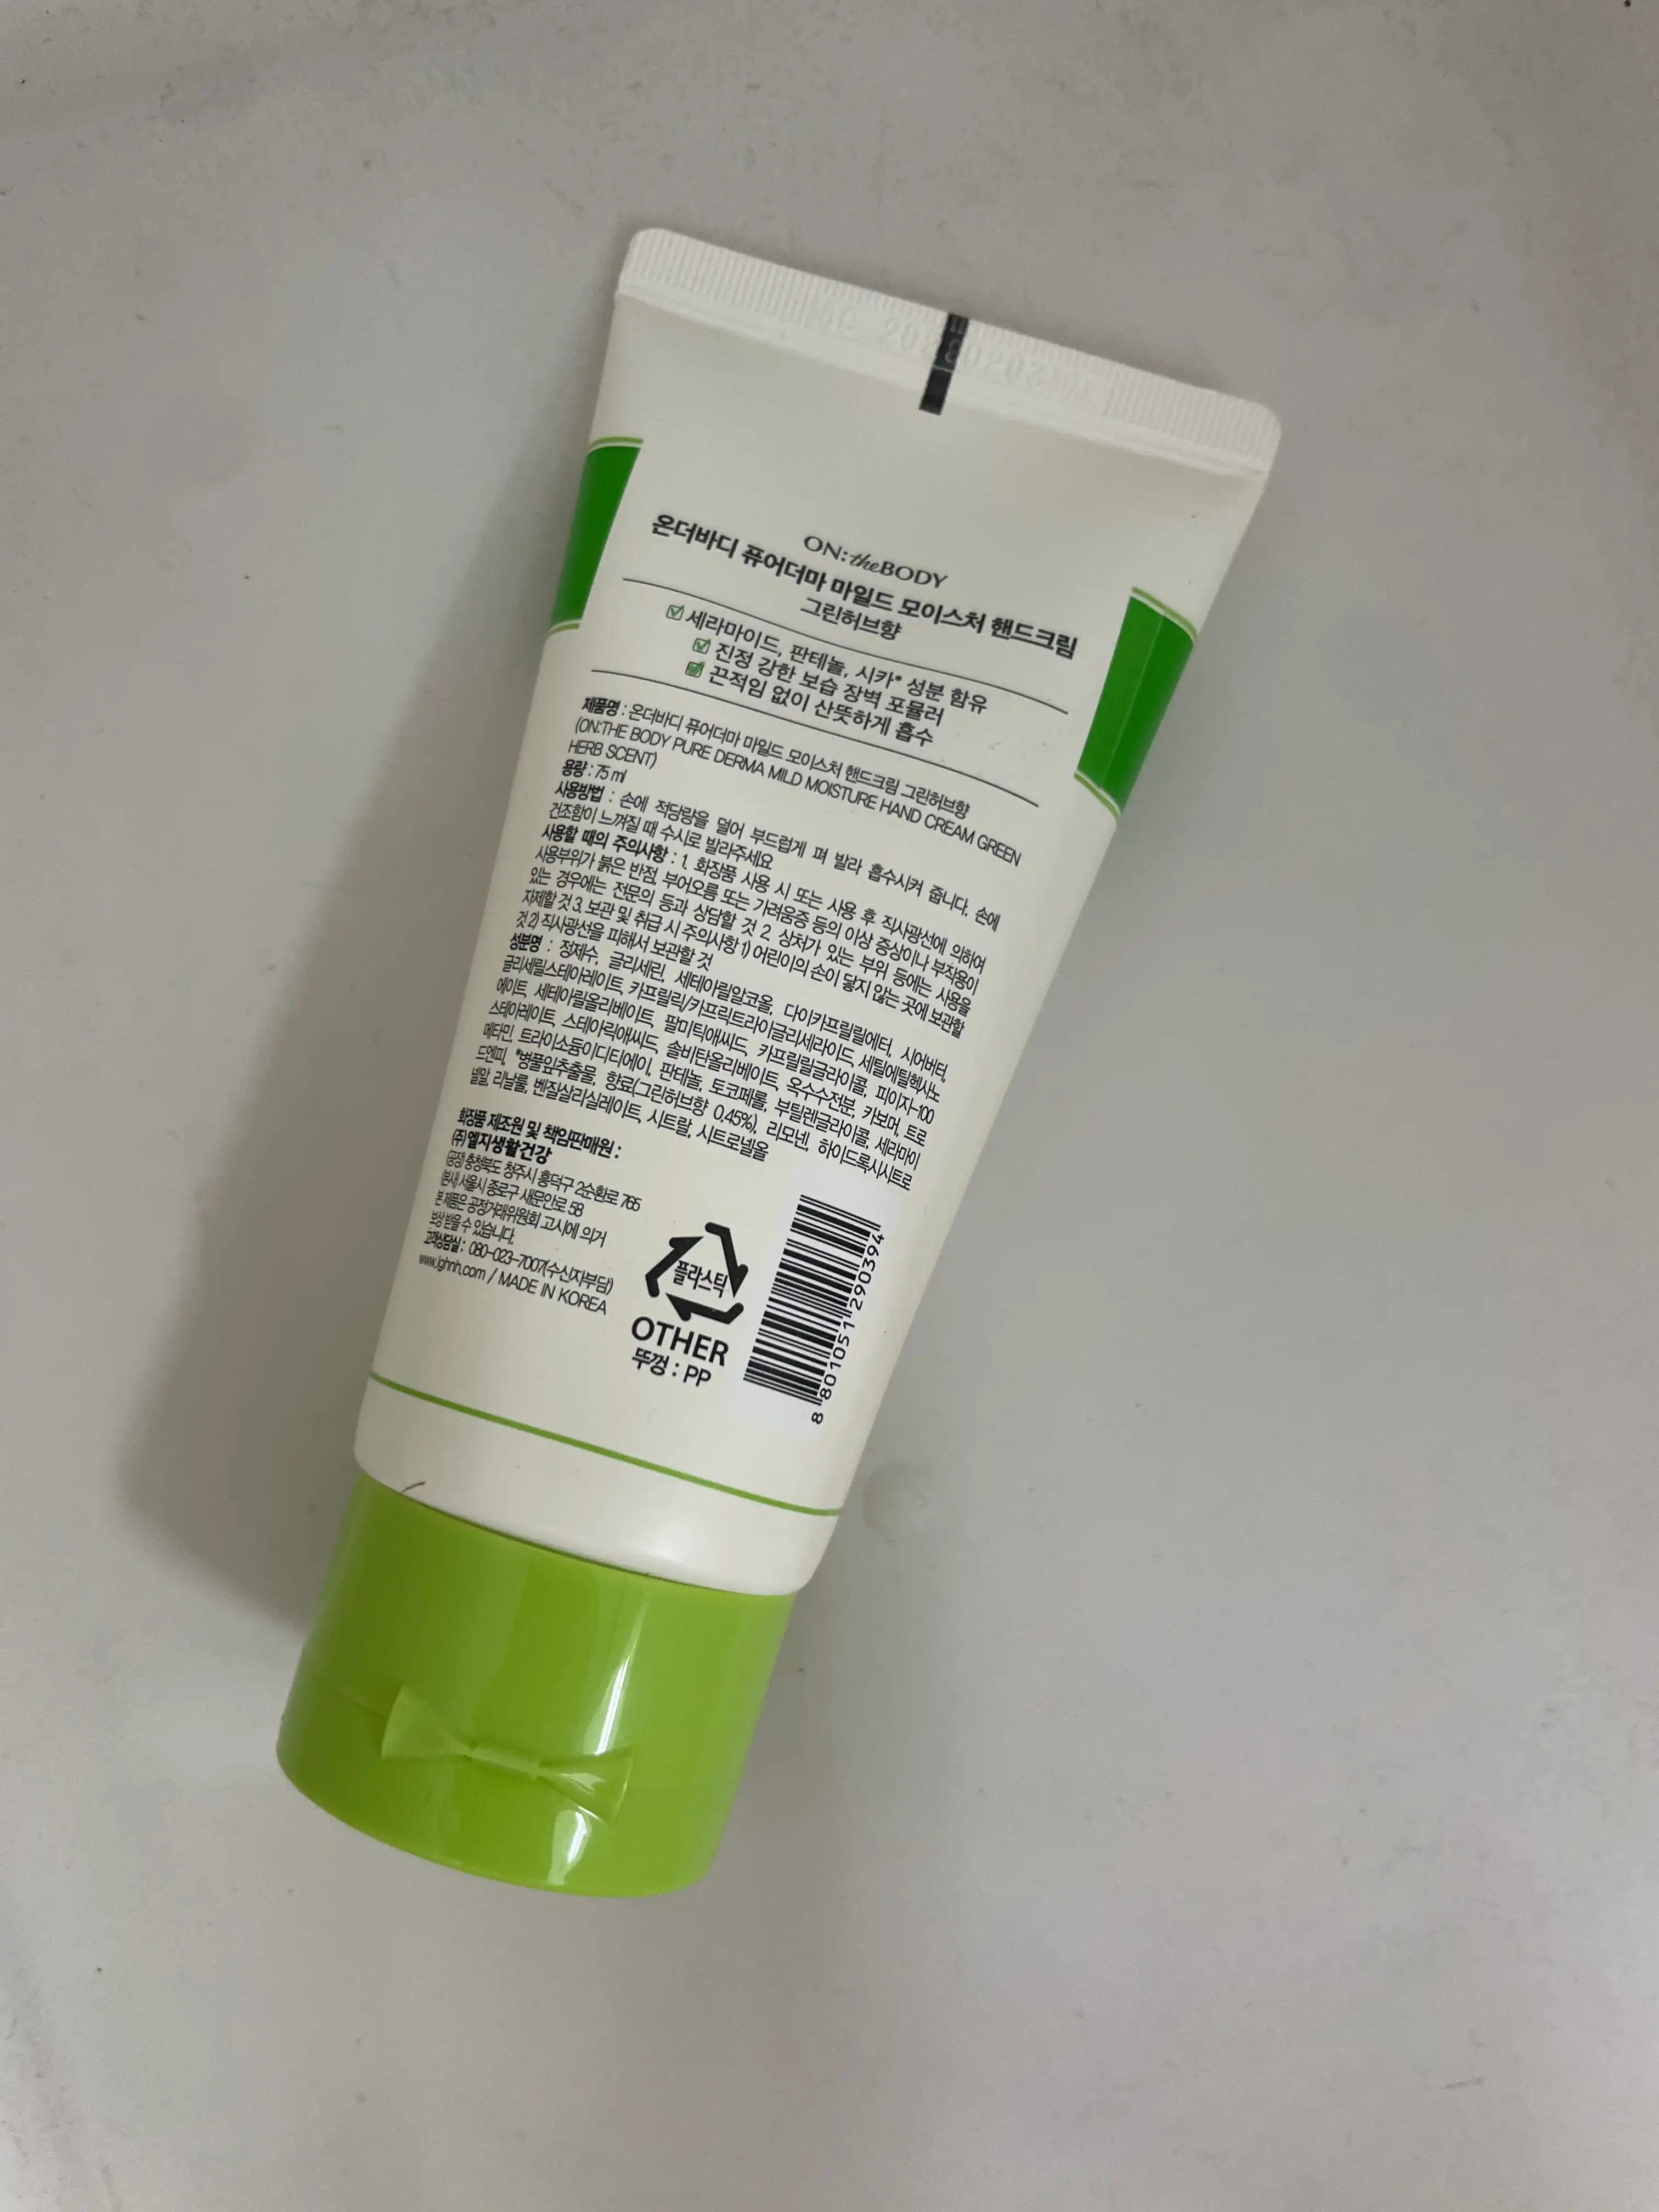 ON:theBODY
온더바디 퓨어더마 마일드 모이스처 핸드크림
그린허브향
세라마이드, 판테놀, 시카* 성분 함유
진정 강한 보습 장벽 포뮬러
끈적임 없이 산뜻하게 흡수
제품명 : 온더바디 퓨어더마 마일드 모이스처 핸드크림 그린허브향
(ON:THE BODY PURE DERMA MILD MOISTURE HAND CREAM GREEN
HERB SCENT)
용량 : 75 ml
사용방법 : 손에 적당량을 덜어 부드럽게 펴 발라 흡수시켜 줍니다. 손에
건조함이 느껴질 때 수시로 발라주세요
사용할 때의 주의사항 : 1. 화장품 사용 시 또는 사용 후 직사광선에 의하여
사용부위가 붉은 반점, 부어오름 또는 가려움증 등의 이상 증상이나 부작용이
있는 경우에는 전문의 등과 상담할 것 2. 상처가 있는 부위 등에는 사용을
자제할 것 3. 보관 및 취급 시 주의사항 1) 어린이의 손이 닿지 않는 곳에 보관할
것 2) 직사광선을 피해서 보관할 것
성분명 : 정제수, 글리세린, 세테아릴알코올, 다이카프릴릴에터, 시어버터,
글리세릴스테아레이트, 카프릴릭/카프릭트라이글리세라이드, 세틸에틸헥사노
에이트, 세테아릴올리베이트, 팔미틱애씨드, 카프릴릴글라이콜, 피이지-100
스테아레이트, 스테아릭애씨드, 솔비탄올리베이트, 옥수수전분, 카보머, 트로
메타민, 트라이소듐이디티에이, 판테놀, 토코페롤, 부틸렌글라이콜, 세라마이
드엔피, *병풀잎추출물, 향료(그린허브향 0.45%), 리모넨, 하이드록시시트로
넬알, 리날룰, 벤질살리실레이트, 시트랄, 시트로넬올
화장품 제조원 및 책임판매원 :
(주)엘지생활건강
(공장) 충청북도 청주시 흥덕구 2순환로 766
(본사) 서울시 종로구 새문안로 58
본 제품은 공정거래위원회 고시에 의거
보상 받을 수 있습니다.
고객상담실 : 080-023-7007(수신자부담)
www.lghnh.com / MADE IN KOREA
플라스틱
OTHER
뚜껑 : PP
8 801051 290394